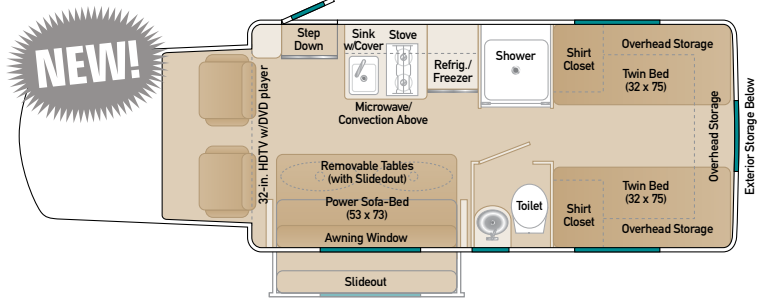 NEW!
Step
Down
Sink
w/Cover
Stove
Refrig./
Freezer
Microwave/
Convection Above
Shower
Shirt
Closet
Overhead Storage
Twin Bed
(32 x 75)
32-in. HDTV w/DVD player
Overhead Storage
Exterior Storage Below
Removable Tables
(with Slideout)
Power Sofa-Bed
(53 x 73)
Awning Window
Slideout
Toilet
Shirt
Closet
Twin Bed
(32 x 75)
Overhead Storage